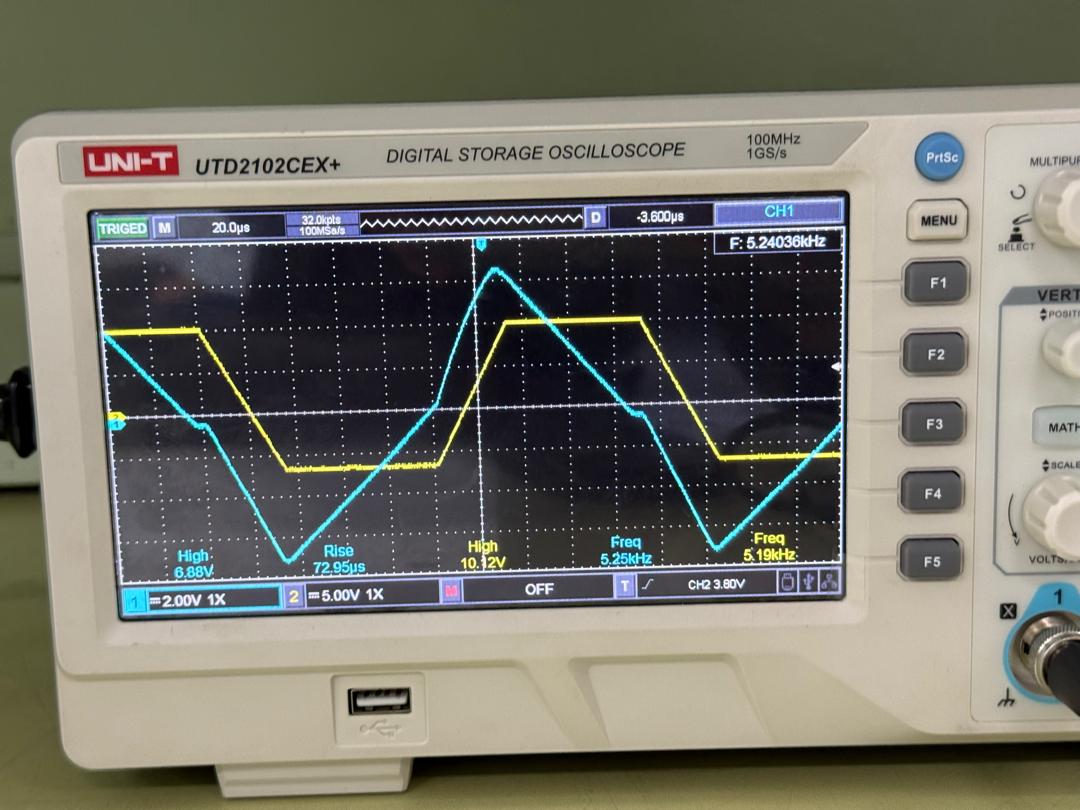 UNI-T UTD2102CEX+ DIGITAL STORAGE OSCILLOSCOPE 100MHz
1GS/s
PrtSc
MULTIPU
TRIGED M 20.0μs 32.0kpts D -3.600μs CH1
100MSa/s
MENU
SELECT
F: 5.24036kHz
F1
VERT
POSITI
F2
2
1
F3
MATH
SCALE
F4
High Rise High Freq Freq
6.88V 72.95μs 10.12V 5.25kHz 5.19kHz
F5
VOLTS/
1 2.00V 1X 2 5.00V 1X M OFF T CH2 3.80V
X 1